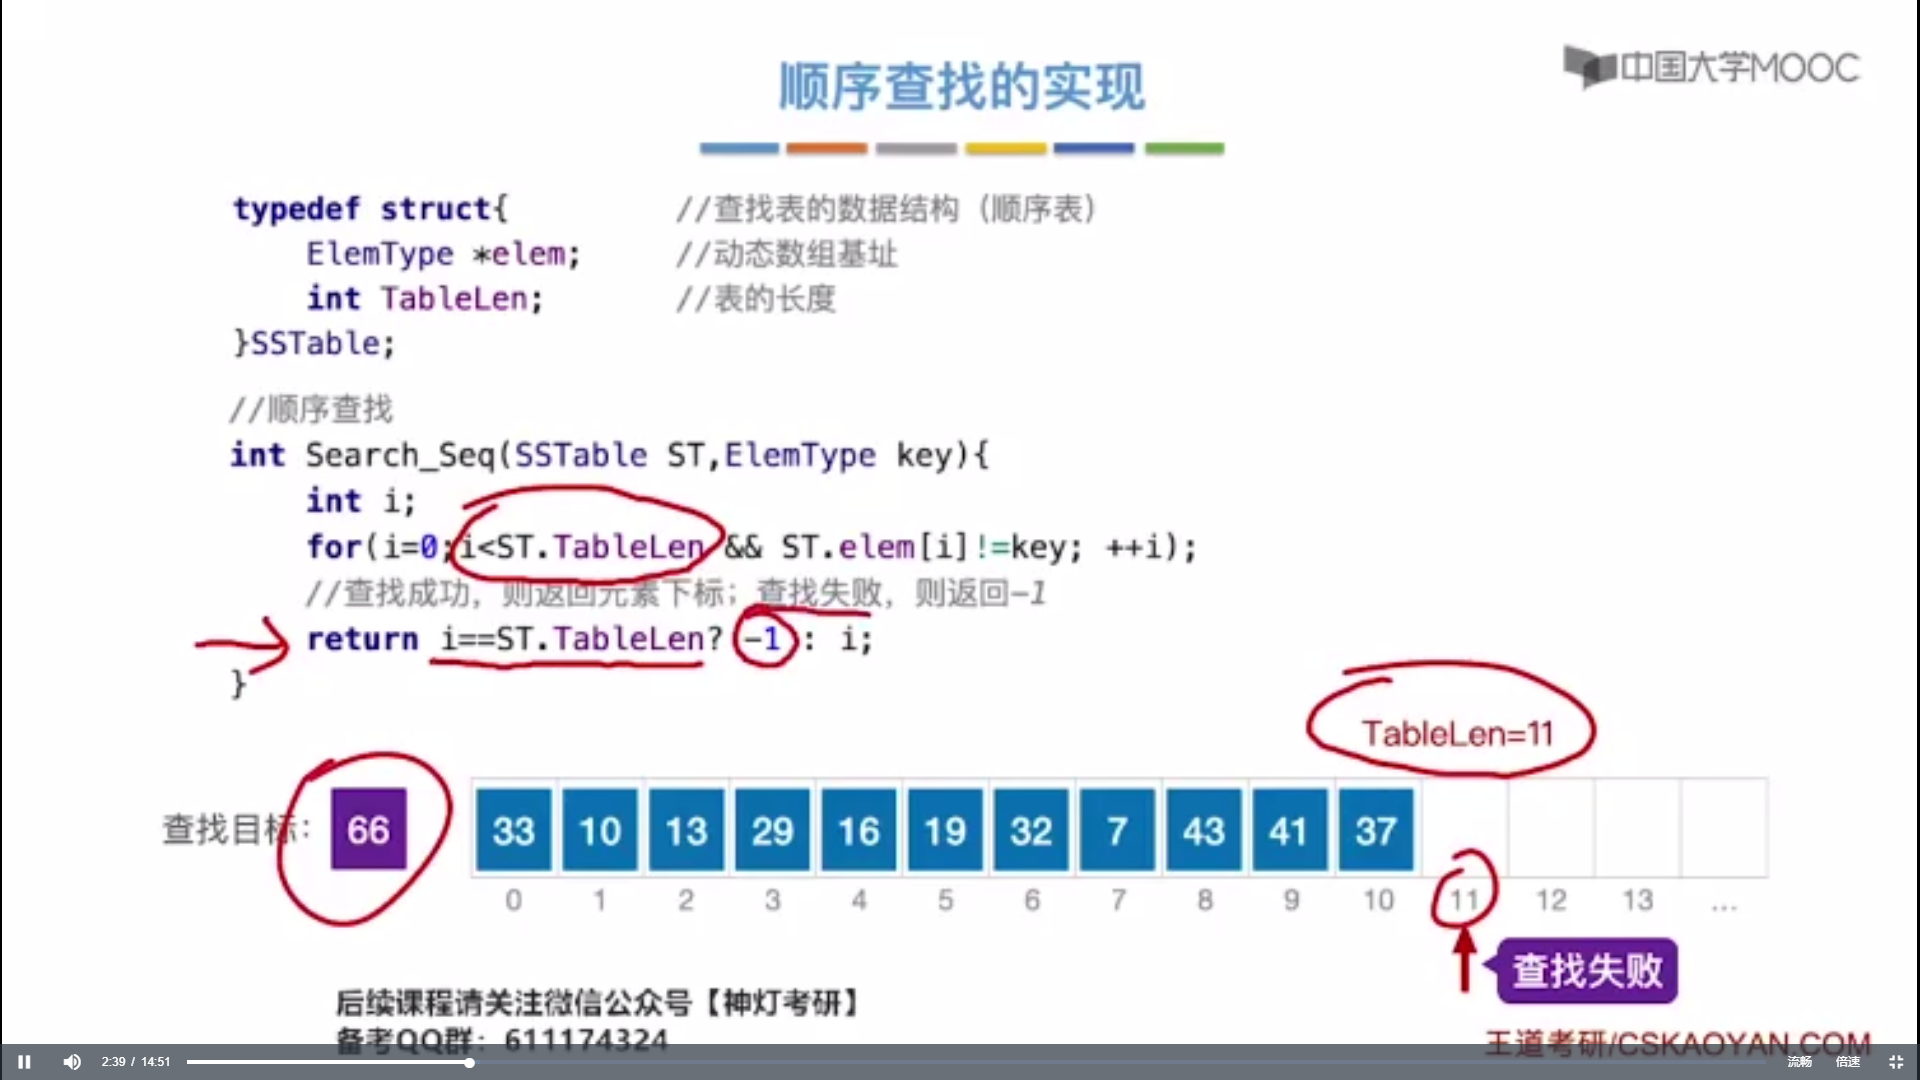 顺序查找的实现
中国大学MOOC
typedef struct{ //查找表的数据结构（顺序表）
ElemType *elem; //动态数组基址
int TableLen; //表的长度
}SSTable;
//顺序查找
int Search_Seq(SSTable ST,ElemType key){
int i;
for(i=0;i<ST.TableLen && ST.elem[i]!=key; ++i);
//查找成功，则返回元素下标；查找失败，则返回-1
return i==ST.TableLen? -1 : i;
}
TableLen=11
查找目标： 66 33 10 13 29 16 19 32 7 43 41 37
0 1 2 3 4 5 6 7 8 9 10 11 12 13 ...
查找失败
后续课程请关注微信公众号【神灯考研】
备考QQ群：611174324
王道考研/CSKAOYAN.COM
2:39 / 14:51 流畅 倍速